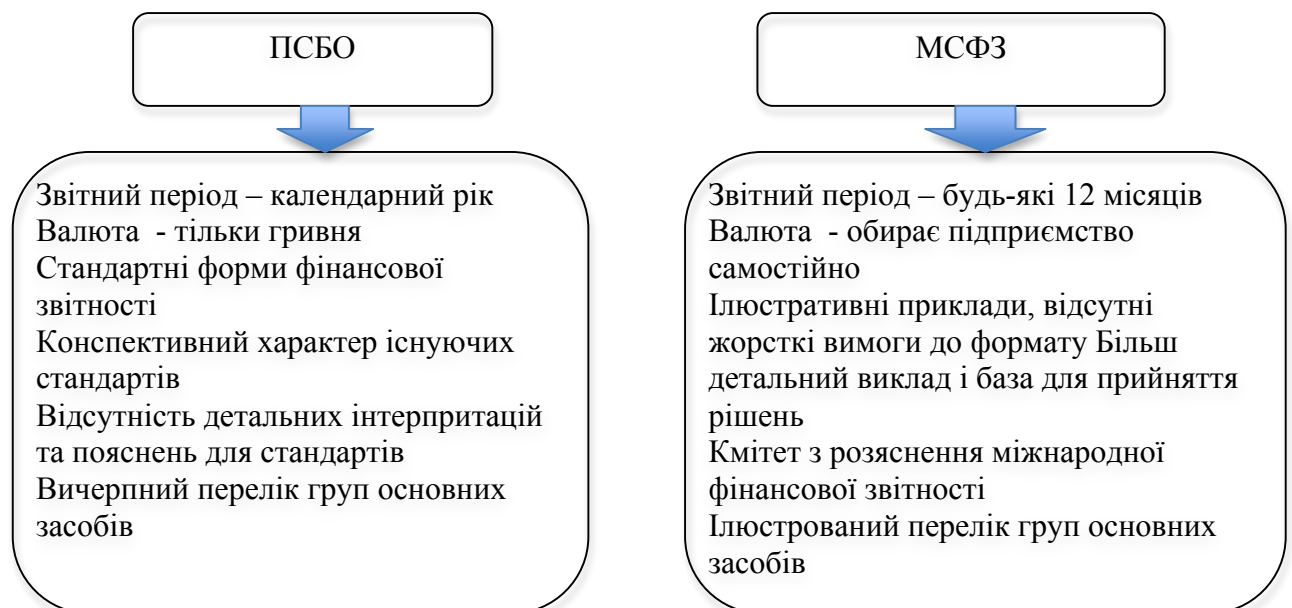 ПСБО
Звітний період – календарний рік
Валюта - тільки гривня
Стандартні форми фінансової
звітності
Конспективний характер існуючих
стандартів
Відсутність детальних інтерпритацій
та пояснень для стандартів
Вичерпний перелік груп основних
засобів
МСФЗ
Звітний період – будь-які 12 місяців
Валюта - обирає підприємство
самостійно
Ілюстративні приклади, відсутні
жорсткі вимоги до формату Більш
детальний виклад і база для прийняття
рішень
Кмітет з розяснення міжнародної
фінансової звітності
Ілюстрований перелік груп основних
засобів